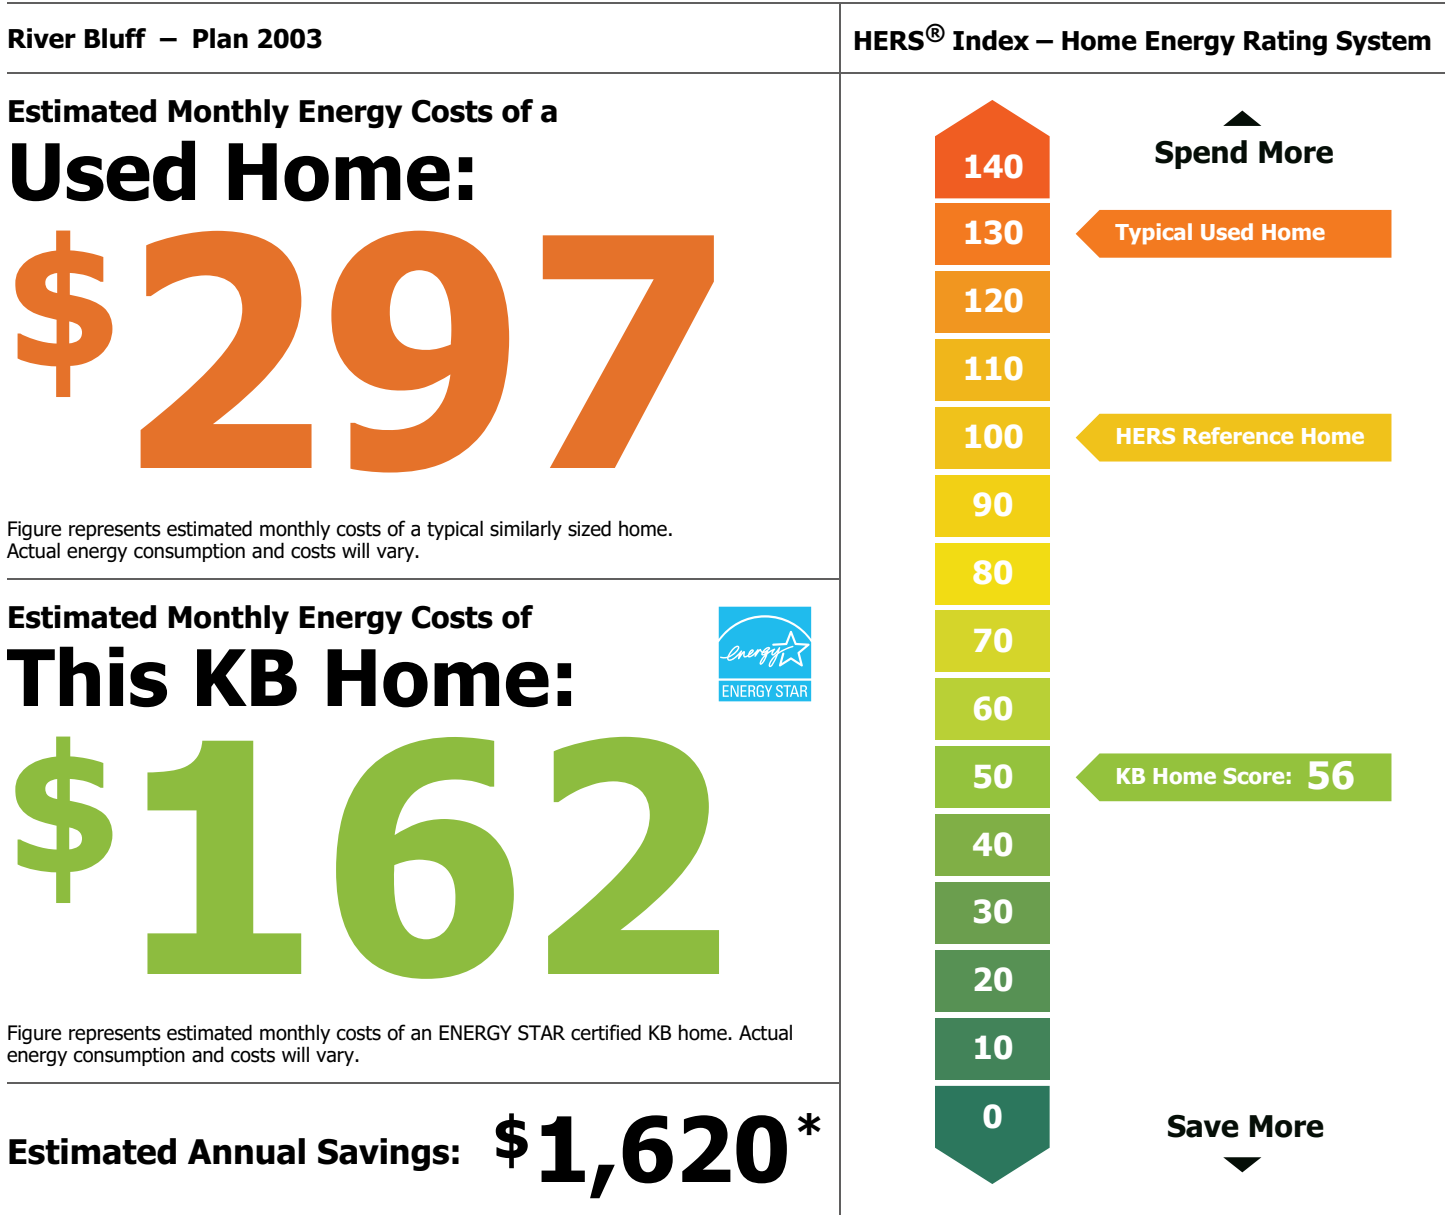 River Bluff – Plan 2003
Estimated Monthly Energy Costs of a
Used Home:
$297
Figure represents estimated monthly costs of a typical similarly sized home.
Actual energy consumption and costs will vary.
Estimated Monthly Energy Costs of
This KB Home:
energy
ENERGY STAR
$162
Figure represents estimated monthly costs of an ENERGY STAR certified KB home. Actual
energy consumption and costs will vary.
Estimated Annual Savings: $1,620*
HERS® Index – Home Energy Rating System
Spend More
140
130 Typical Used Home
120
110
100 HERS Reference Home
90
80
70
60
50 KB Home Score: 56
40
30
20
10
0
Save More